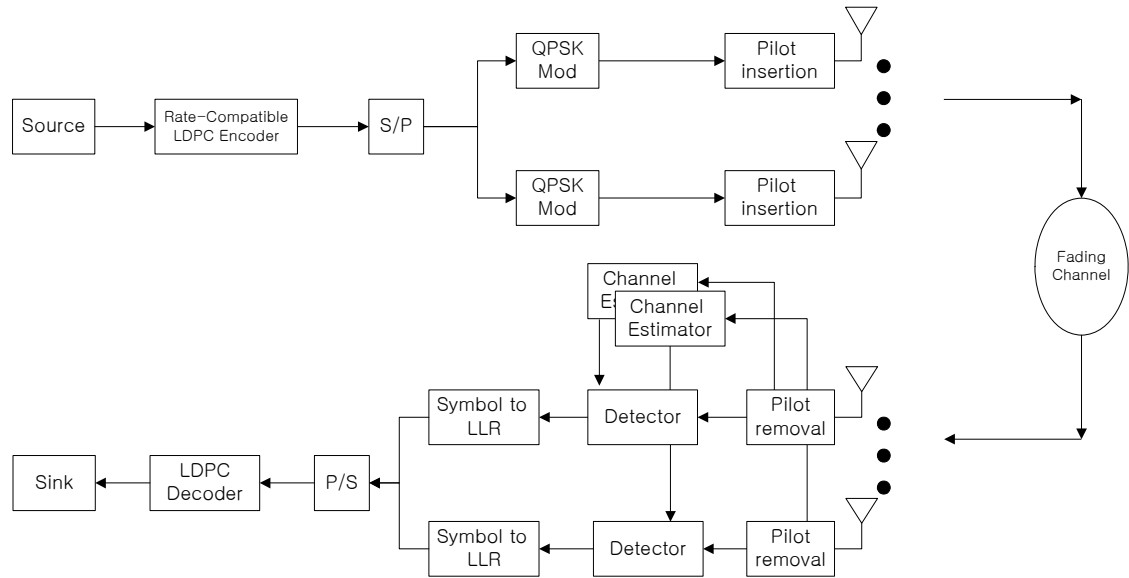 QPSK
Mod
Pilot
insertion
Source
Rate-Compatible
LDPC Encoder
S/P
QPSK
Mod
Pilot
insertion
Fading
Channel
Channel
Es
Channel
Estimator
Symbol to
LLR
Detector
Pilot
removal
Sink
LDPC
Decoder
P/S
Symbol to
LLR
Detector
Pilot
removal